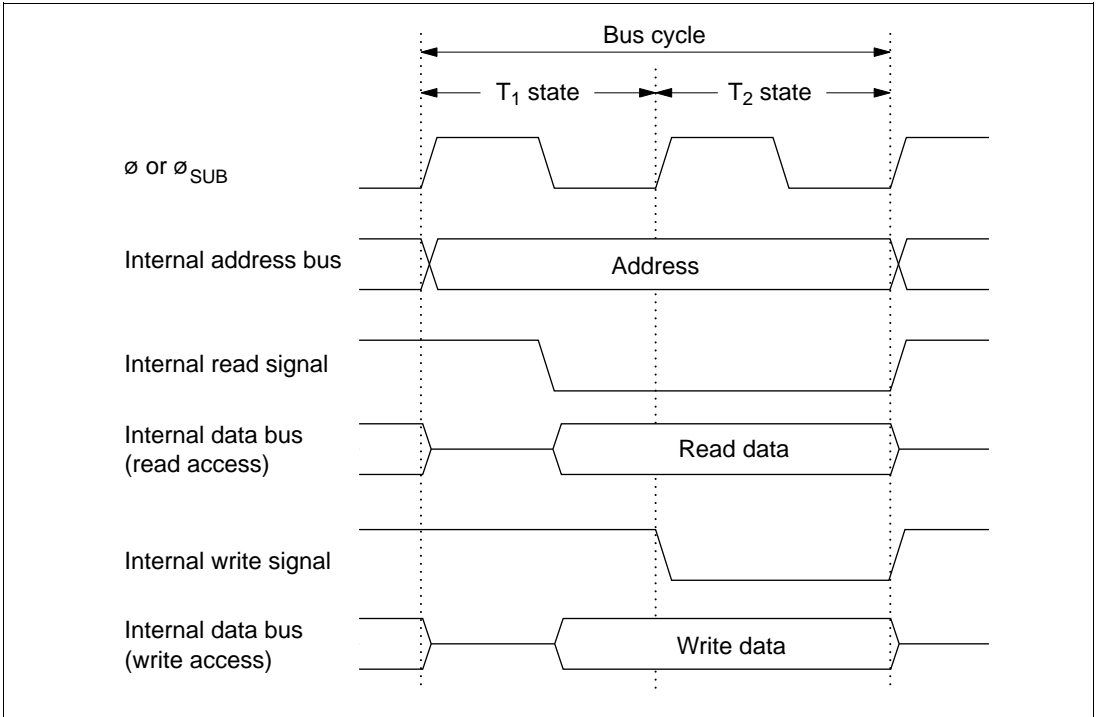 Bus cycle
T1 state
T2 state
ø or øSUB
Internal address bus
Address
Internal read signal
Internal data bus
(read access)
Read data
Internal write signal
Internal data bus
(write access)
Write data